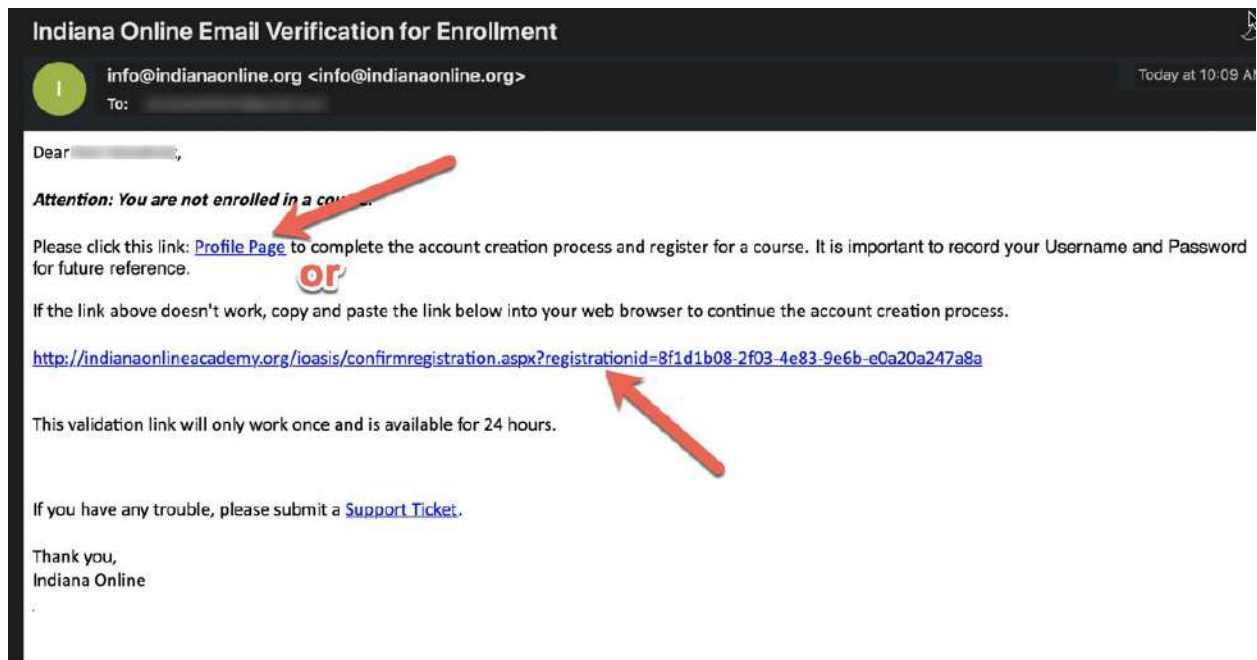 Indiana Online Email Verification for Enrollment
I
info@indianaonline.org <info@indianaonline.org>
Today at 10:09 AM
To:
Dear ,
Attention: You are not enrolled in a
Please click this link: Profile Page to complete the account creation process and register for a course. It is important to record your Username and Password
for future reference.
or
If the link above doesn't work, copy and paste the link below into your web browser to continue the account creation process.
http://indianaonlineacademy.org/ioasis/confirmregistration.aspx?registrationid=8f1d1b08-2f03-4e83-9e6b-e0a20a247a8a
This validation link will only work once and is available for 24 hours.
If you have any trouble, please submit a Support Ticket.
Thank you,
Indiana Online